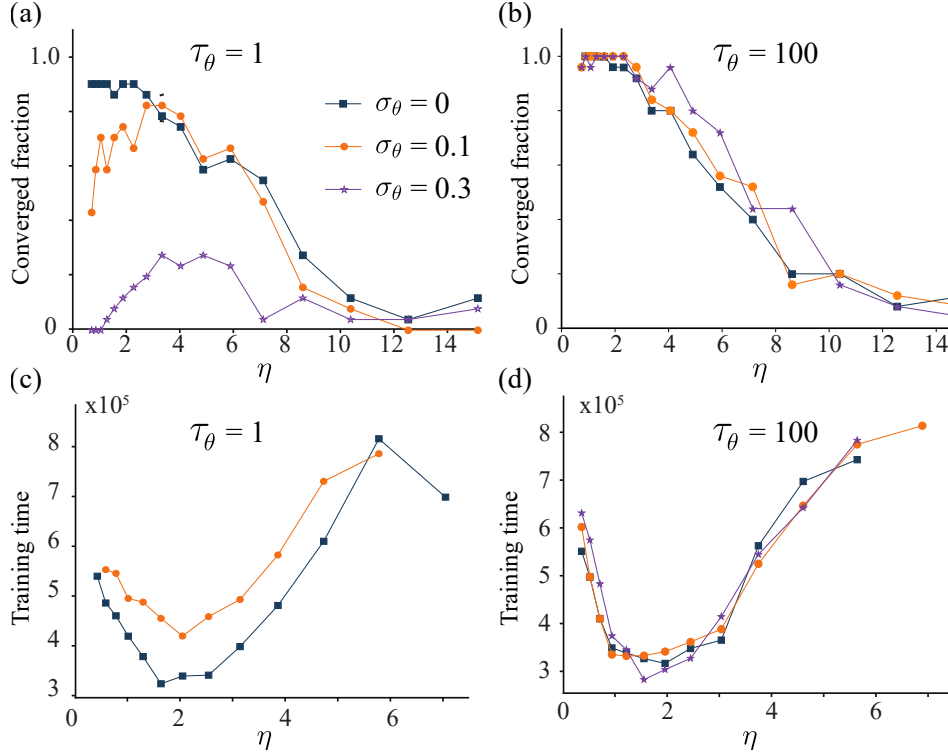 (a)
τθ = 1
1.0
Converged fraction
0
0 2 4 6 8 10 12 14
η
σθ = 0
σθ = 0.1
σθ = 0.3
(b)
τθ = 100
1.0
Converged fraction
0
0 2 4 6 8 10 12 14
η
(c)
x10⁵
τθ = 1
8
7
6
5
4
3
Training time
0 2 4 6
η
(d)
x10⁵
τθ = 100
8
7
6
5
4
3
Training time
0 2 4 6
η